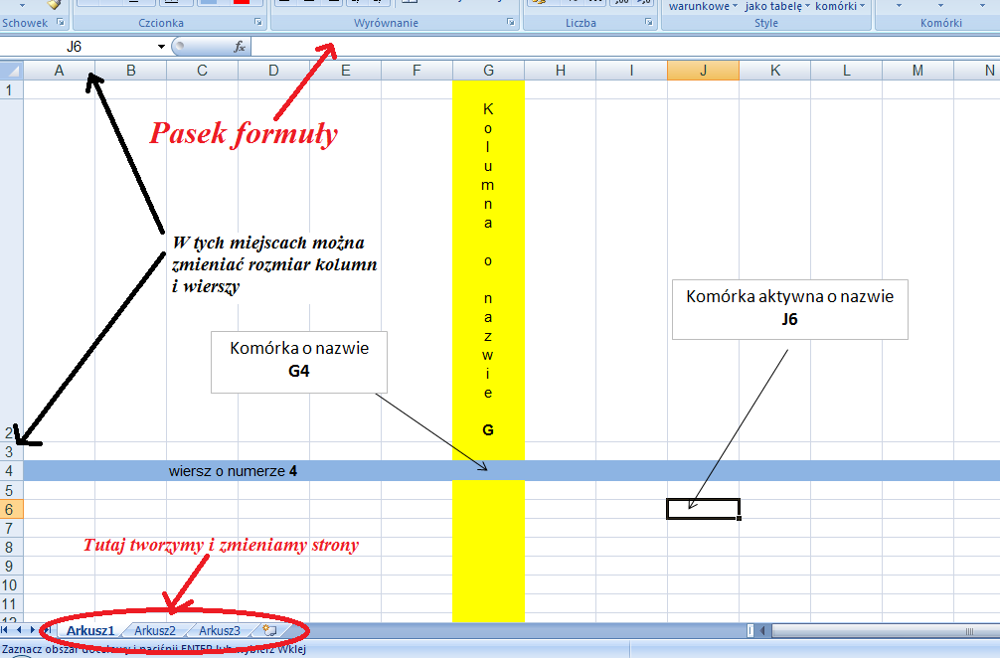 warunkowe jako tabelę komórki
Schowek Czcionka Wyrównanie Liczba Style Komórki
J6 fx
A B C D E F G H I J K L M N
1
Pasek formuły
W tych miejscach można
zmieniać rozmiar kolumn
i wierszy
Kolumna o nazwie G
Komórka o nazwie
G4
Komórka aktywna o nazwie
J6
2
3
4 wiersz o numerze 4
5
6
7
8
Tutaj tworzymy i zmieniamy strony
9
10
11
12
Arkusz1 Arkusz2 Arkusz3
Zaznacz obszar docelowy i naciśnij ENTER lub wybierz Wklej